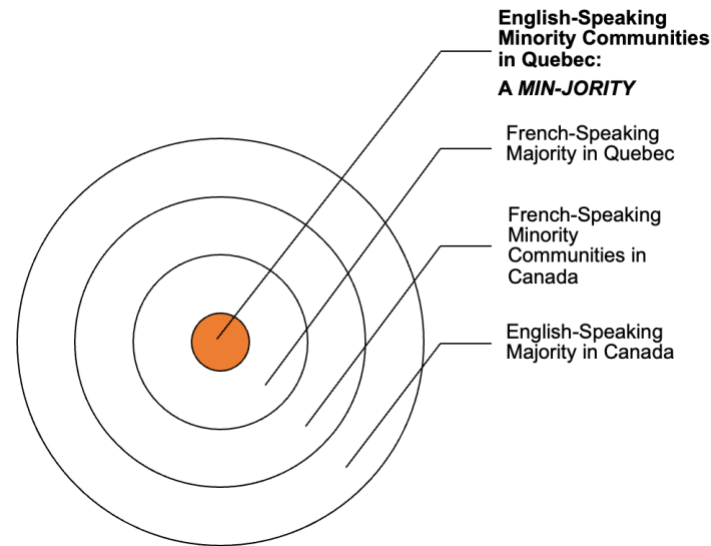 English-Speaking
Minority Communities
in Quebec:
A MIN-JORITY
French-Speaking
Majority in Quebec
French-Speaking
Minority
Communities in
Canada
English-Speaking
Majority in Canada